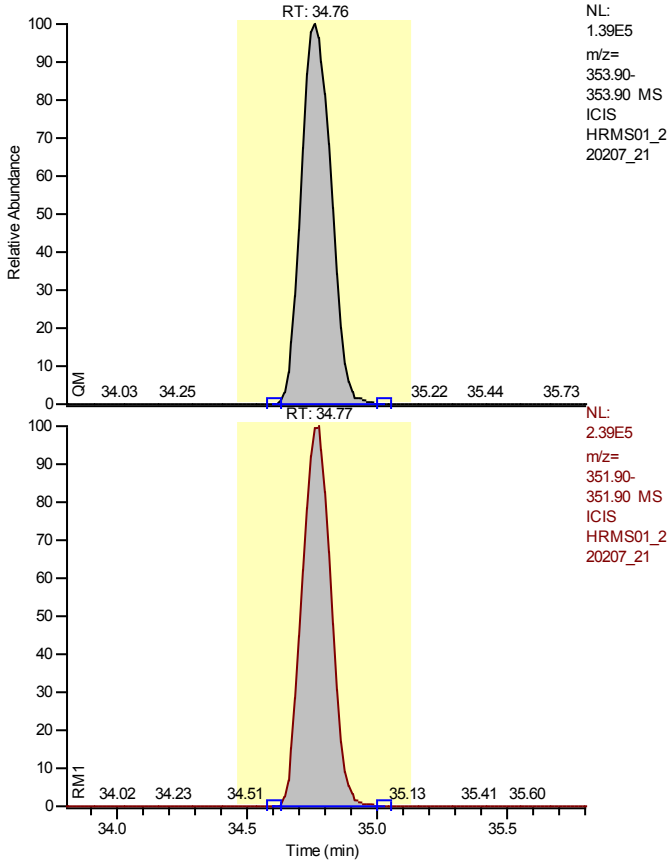 RT: 34.76
NL:
1.39E5
m/z=
353.90-
353.90 MS
ICIS
HRMS01_2
20207_21
100
90
80
70
60
50
40
30
20
10
0
Relative Abundance
QM
34.03 34.25 35.22 35.44 35.73
RT: 34.77
NL:
2.39E5
m/z=
351.90-
351.90 MS
ICIS
HRMS01_2
20207_21
100
90
80
70
60
50
40
30
20
10
0
RM1
34.02 34.23 34.51 35.13 35.41 35.60
34.0 34.5 35.0 35.5
Time (min)